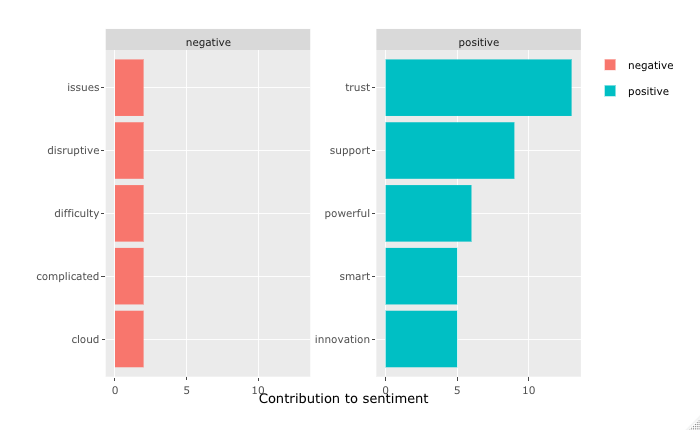 negative
positive
issues
disruptive
difficulty
complicated
cloud
trust
support
powerful
smart
innovation
0
5
10
0
5
10
Contribution to sentiment
negative
positive